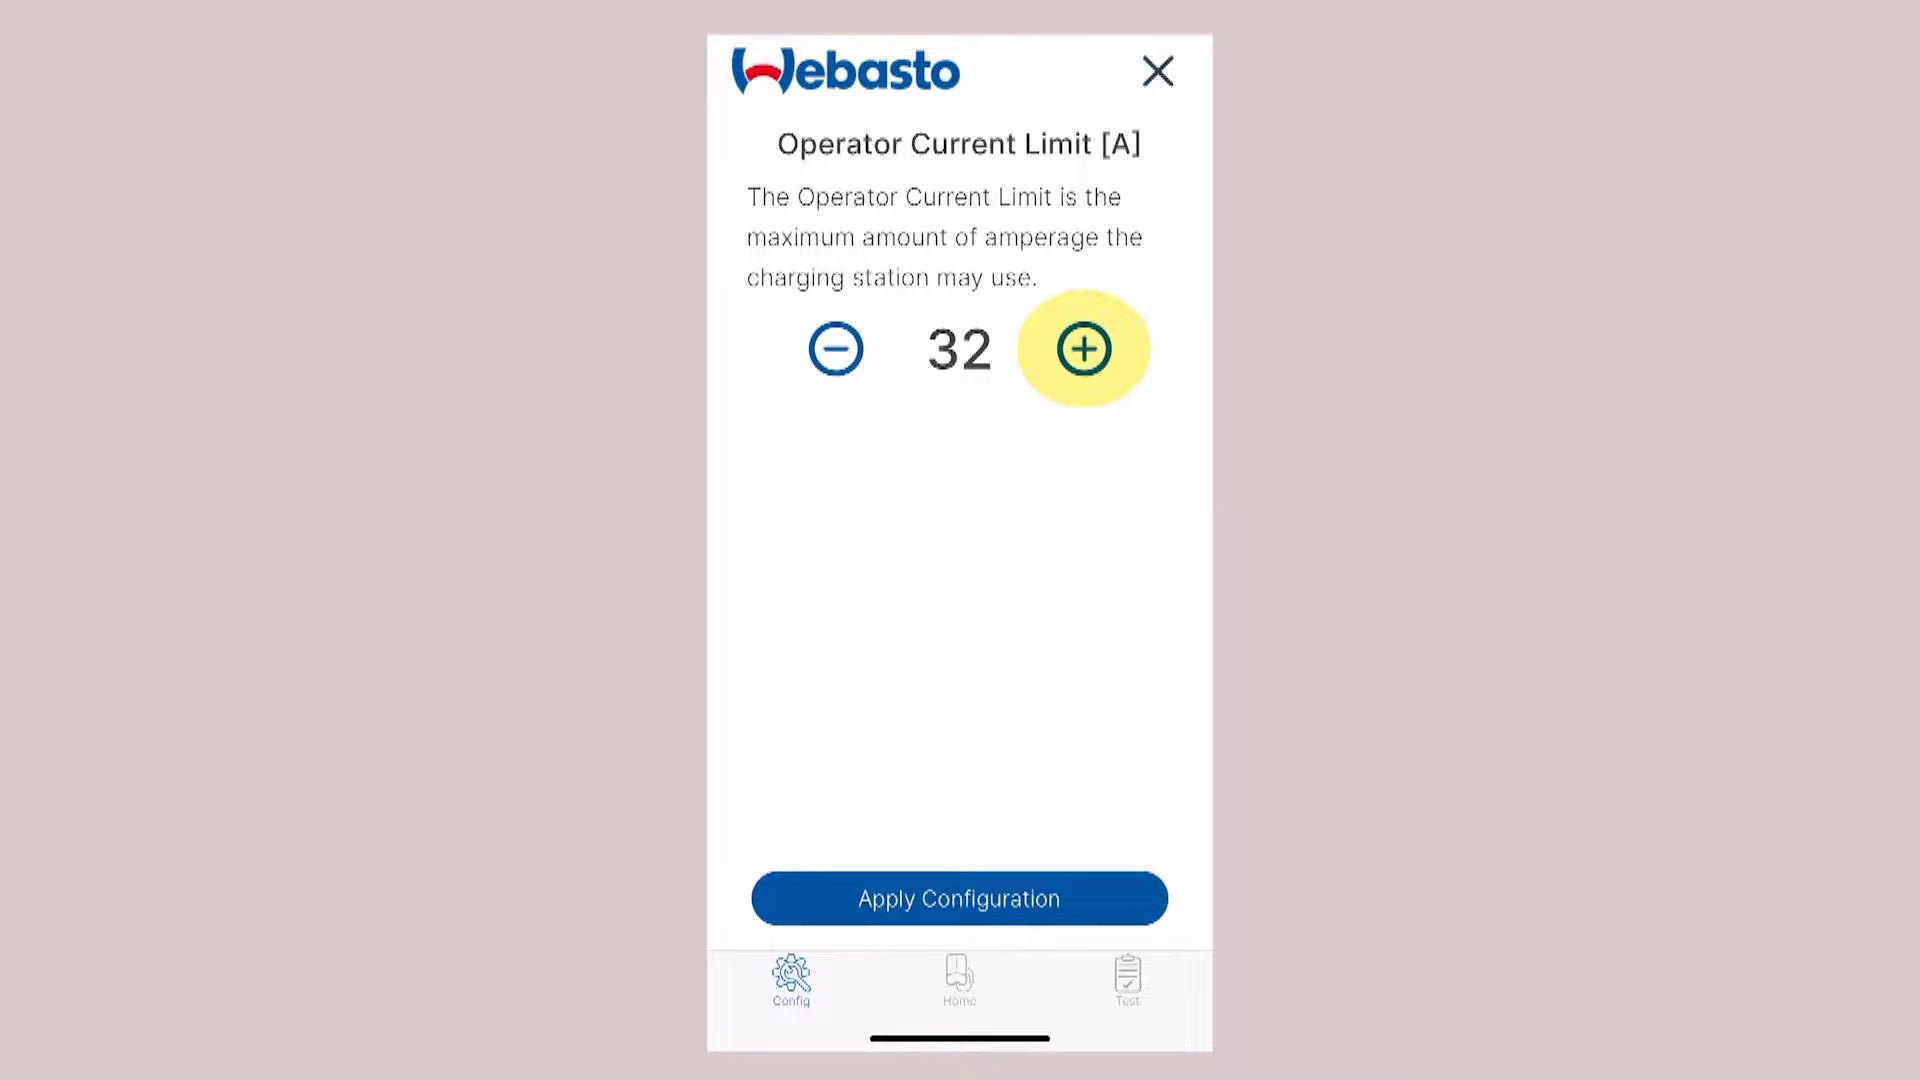 Webasto
Operator Current Limit [A]
The Operator Current Limit is the
maximum amount of amperage the
charging station may use.
32
Apply Configuration
Config
Home
Test